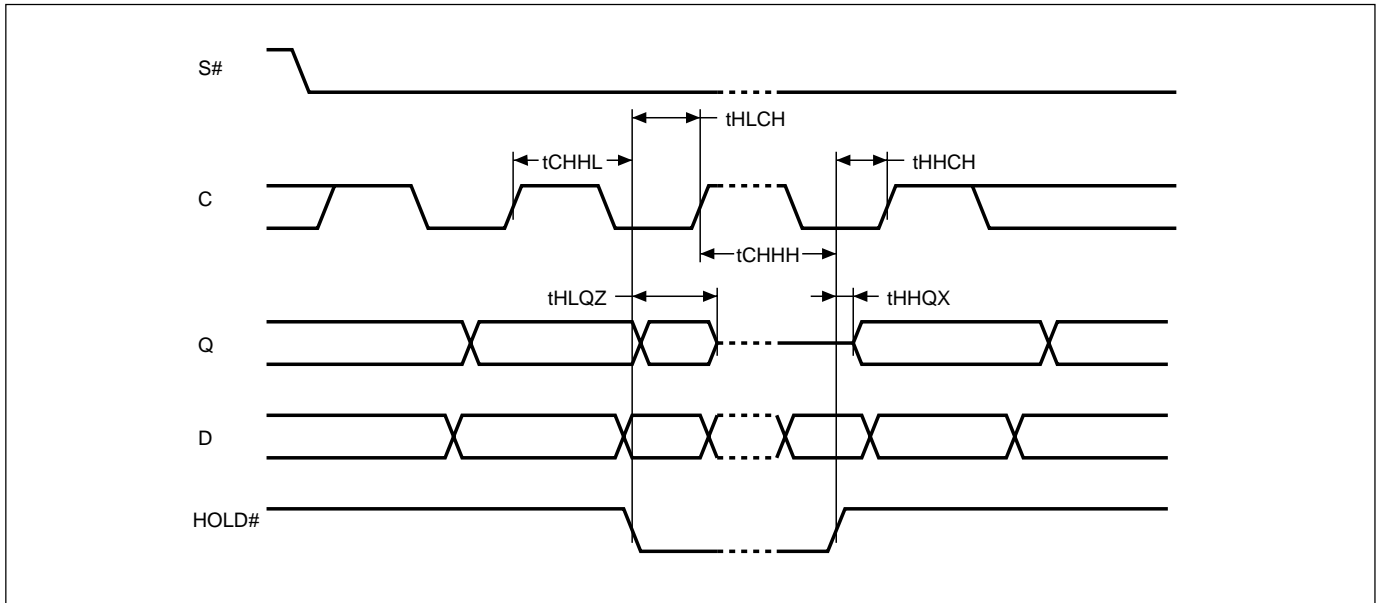 S#
tHLCH
tCHHL
tHHCH
C
tCHHH
tHLQZ
tHHQX
Q
D
HOLD#